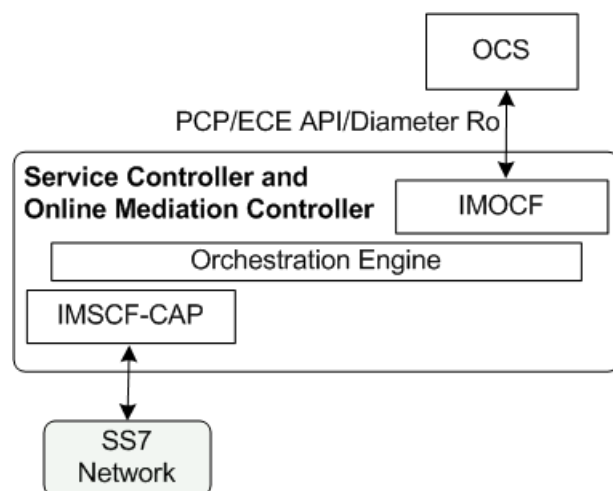 OCS
PCP/ECE API/Diameter Ro
Service Controller and
Online Mediation Controller
IMOCF
Orchestration Engine
IMSCF-CAP
SS7
Network